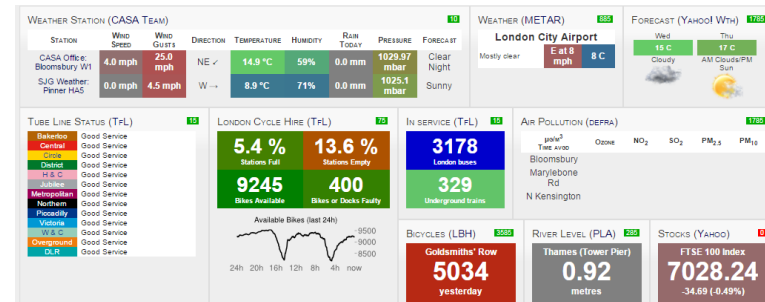 WEATHER STATION (CASA TEAM) 10
STATION WIND SPEED WIND GUSTS DIRECTION TEMPERATURE HUMIDITY RAIN TODAY PRESSURE FORECAST
CASA Office: Bloomsbury W1 4.0 mph 25.0 mph NE ✓ 14.9 °C 59% 0.0 mm 1029.97 mbar Clear Night
SJG Weather: Pinner HA5 0.0 mph 4.5 mph W → 8.9 °C 71% 0.0 mm 1025.1 mbar Sunny
WEATHER (METAR) 885
London City Airport
Mostly clear E at 8 mph 8 C
FORECAST (YAHOO! WTH) 1785
Wed Thu
15 C 17 C
Cloudy AM Clouds/PM Sun
TUBE LINE STATUS (TFL) 15
Bakerloo Good Service
Central Good Service
Circle Good Service
District Good Service
H & C Good Service
Jubilee Good Service
Metropolitan Good Service
Northern Good Service
Piccadilly Good Service
Victoria Good Service
W & C Good Service
Overground Good Service
DLR Good Service
LONDON CYCLE HIRE (TFL) 75
5.4 % 13.6 %
Stations Full Stations Empty
9245 400
Bikes Available Bikes or Docks Faulty
Available Bikes (last 24h)
9500
9000
8500
24h 20h 16h 12h 8h 4h now
IN SERVICE (TFL) 15
3178
London buses
329
Underground trains
AIR POLLUTION (DEFRA) 1785
µg/m³ TIME AVGD OZONE NO2 SO2 PM2.5 PM10
Bloomsbury
Marylebone Rd
N Kensington
BICYCLES (LBH) 3585
Goldsmiths' Row
5034
yesterday
RIVER LEVEL (PLA) 285
Thames (Tower Pier)
0.92
metres
STOCKS (YAHOO)
FTSE 100 Index
7028.24
-34.69 (-0.49%)